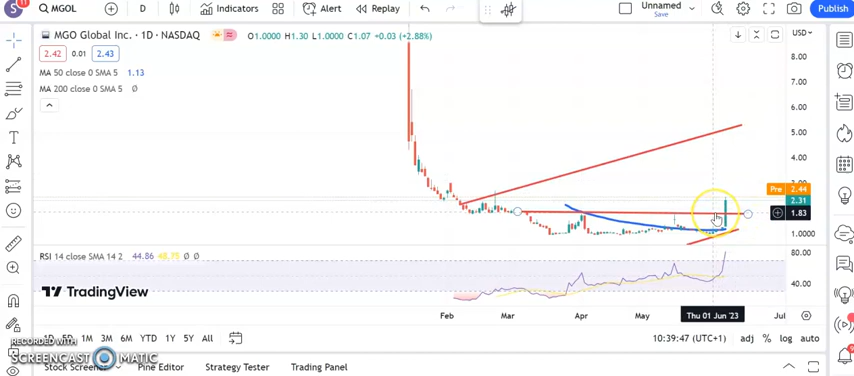 S 11 MGOL D Indicators Alert Replay Unnamed Save Publish
MGO Global Inc. · 1D · NASDAQ O1.0000 H1.30 L1.0000 C1.07 +0.03 (+2.88%) USD
2.42 0.01 2.43
MA 50 close 0 SMA 5 1.13
MA 200 close 0 SMA 5 Ø
8.00
6.00
5.00
4.00
3.00
Pre 2.44
2.31
1.83
1.0000
RSI 14 close SMA 14 2 44.86 48.75 Ø Ø
80.00
40.00
TradingView
Feb Mar Apr May Thu 01 Jun '23 Jul
1D 5D 1M 3M 6M YTD 1Y 5Y All 10:39:47 (UTC+1) adj % log auto
RECORDED WITH
SCREENCAST MATIC
Stock Screener Pine Editor Strategy Tester Trading Panel